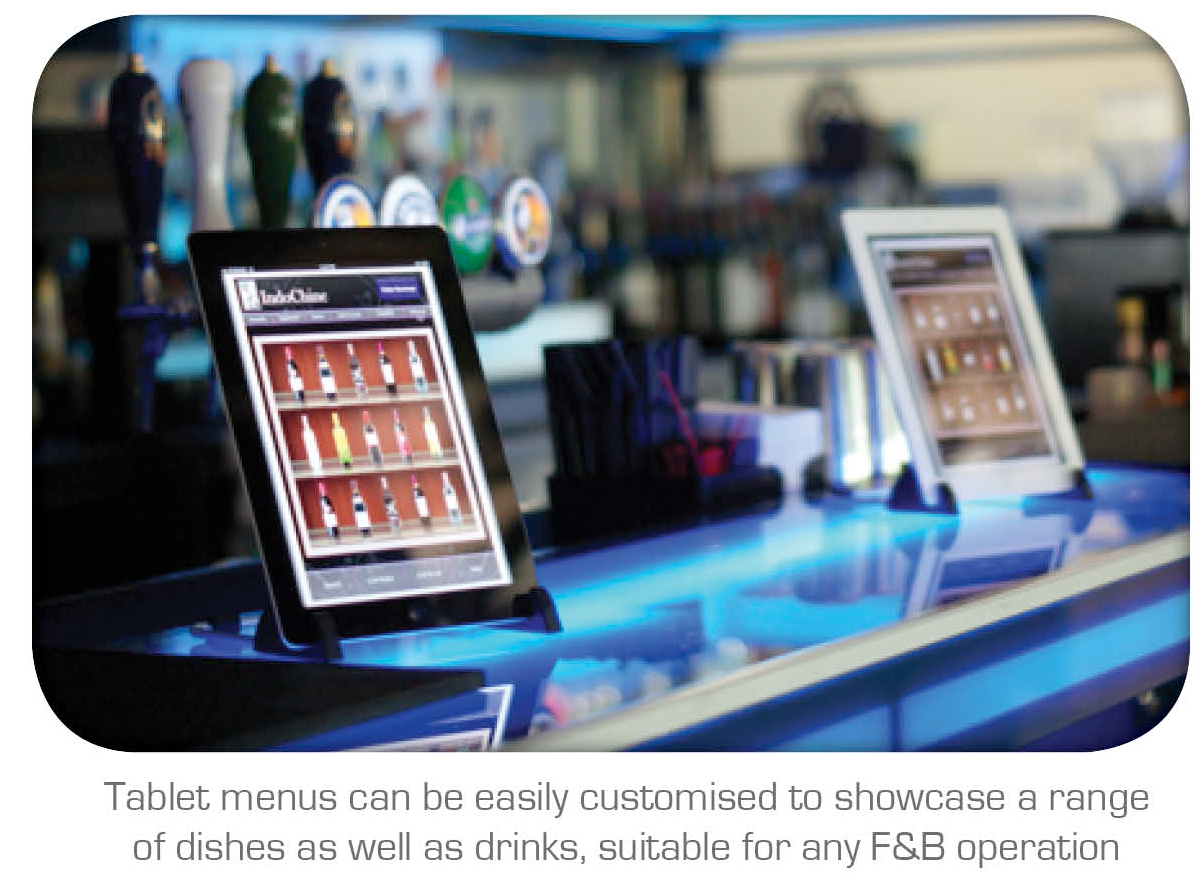 IndoChine
Tablet menus can be easily customised to showcase a range
of dishes as well as drinks, suitable for any F&B operation